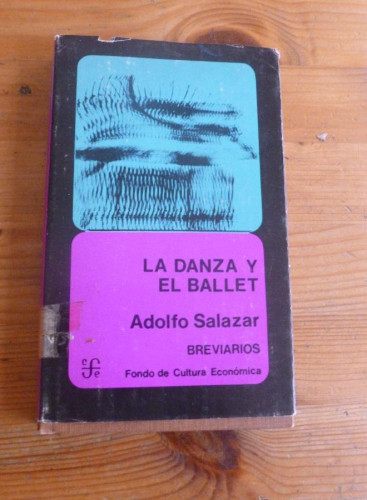 LA DANZA Y
EL BALLET
Adolfo Salazar
BREVIARIOS
Fondo de Cultura Económica